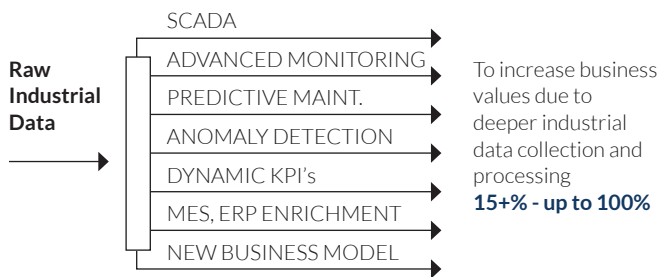 SCADA
ADVANCED MONITORING
PREDICTIVE MAINT.
ANOMALY DETECTION
DYNAMIC KPI's
MES, ERP ENRICHMENT
NEW BUSINESS MODEL
Raw
Industrial
Data
To increase business
values due to
deeper industrial
data collection and
processing
15+% - up to 100%